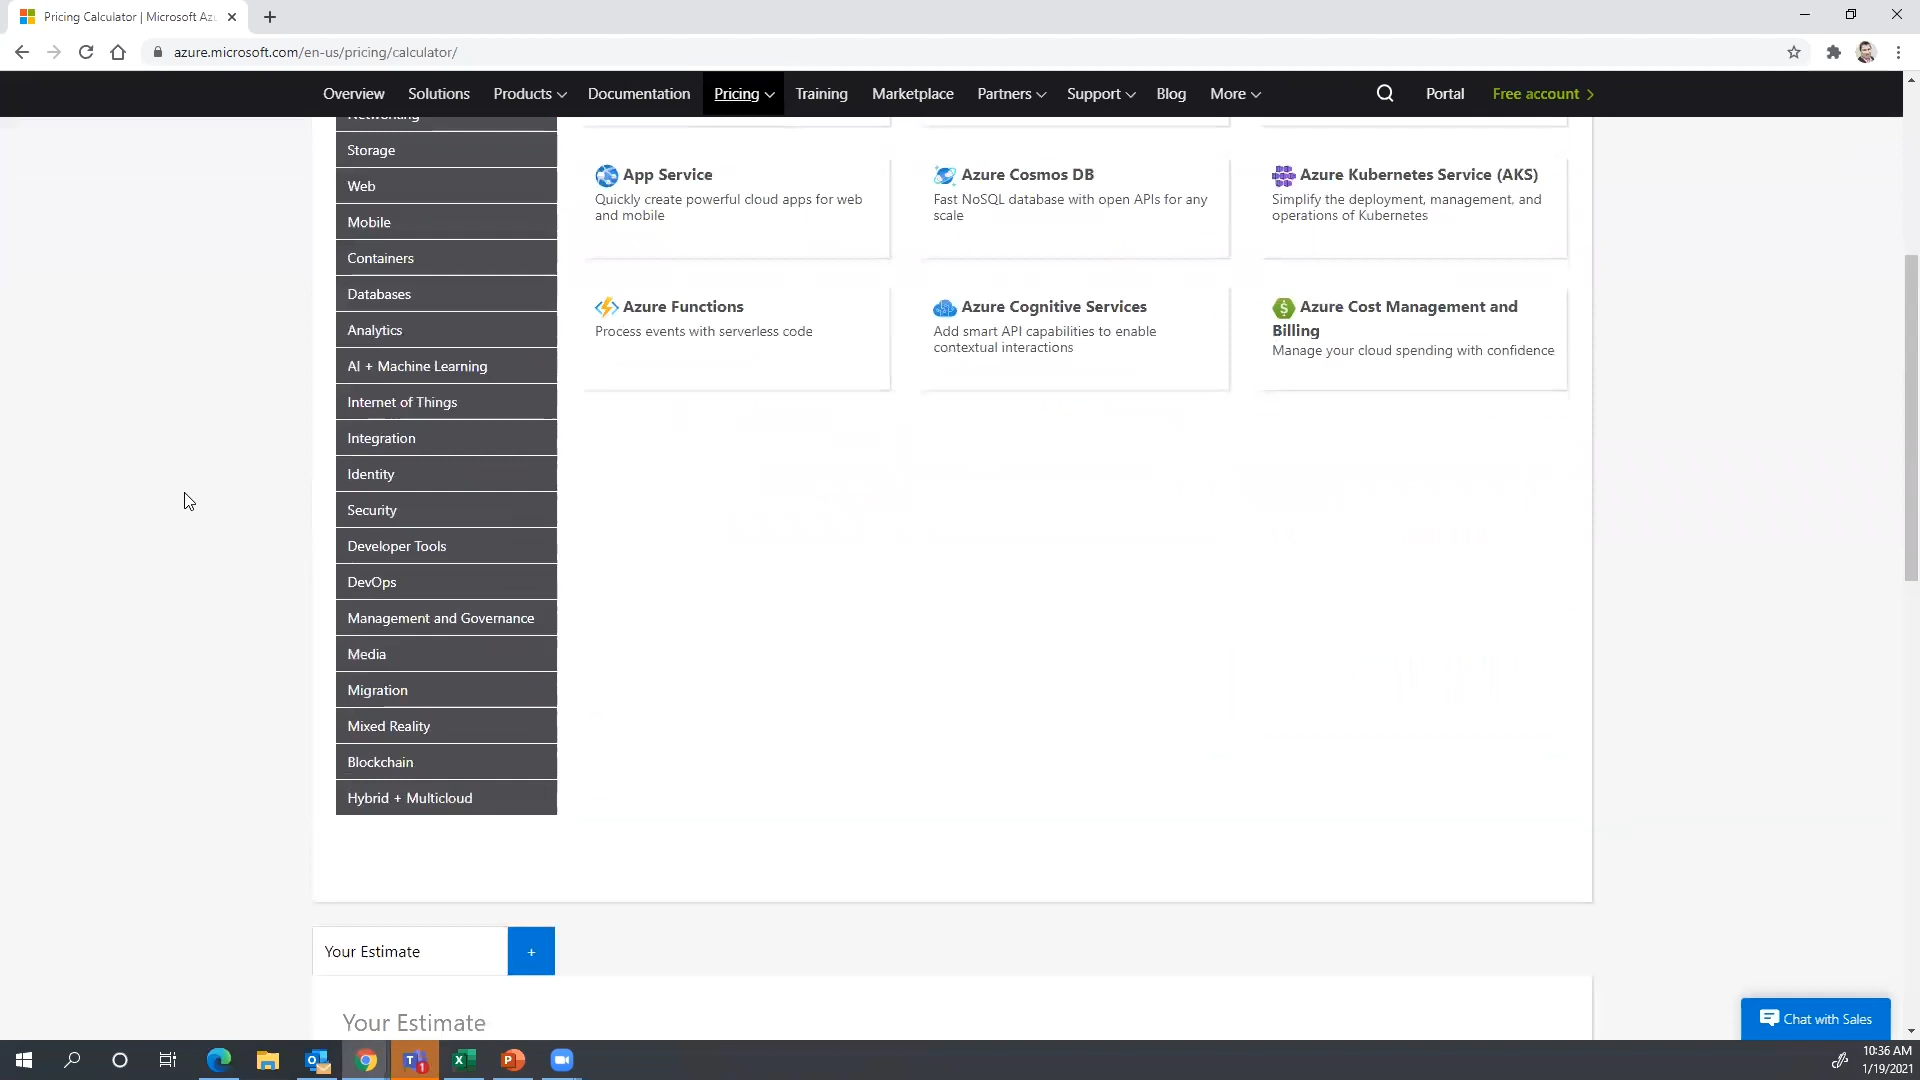 Pricing Calculator | Microsoft Az
azure.microsoft.com/en-us/pricing/calculator/
Overview
Solutions
Products
Documentation
Pricing
Training
Marketplace
Partners
Support
Blog
More
Portal
Free account
Networking
Storage
Web
Mobile
Containers
Databases
Analytics
AI + Machine Learning
Internet of Things
Integration
Identity
Security
Developer Tools
DevOps
Management and Governance
Media
Migration
Mixed Reality
Blockchain
Hybrid + Multicloud
App Service
Quickly create powerful cloud apps for web
and mobile
Azure Cosmos DB
Fast NoSQL database with open APIs for any
scale
Azure Kubernetes Service (AKS)
Simplify the deployment, management, and
operations of Kubernetes
Azure Functions
Process events with serverless code
Azure Cognitive Services
Add smart API capabilities to enable
contextual interactions
Azure Cost Management and
Billing
Manage your cloud spending with confidence
Your Estimate
+
Your Estimate
Chat with Sales
10:36 AM
1/19/2021